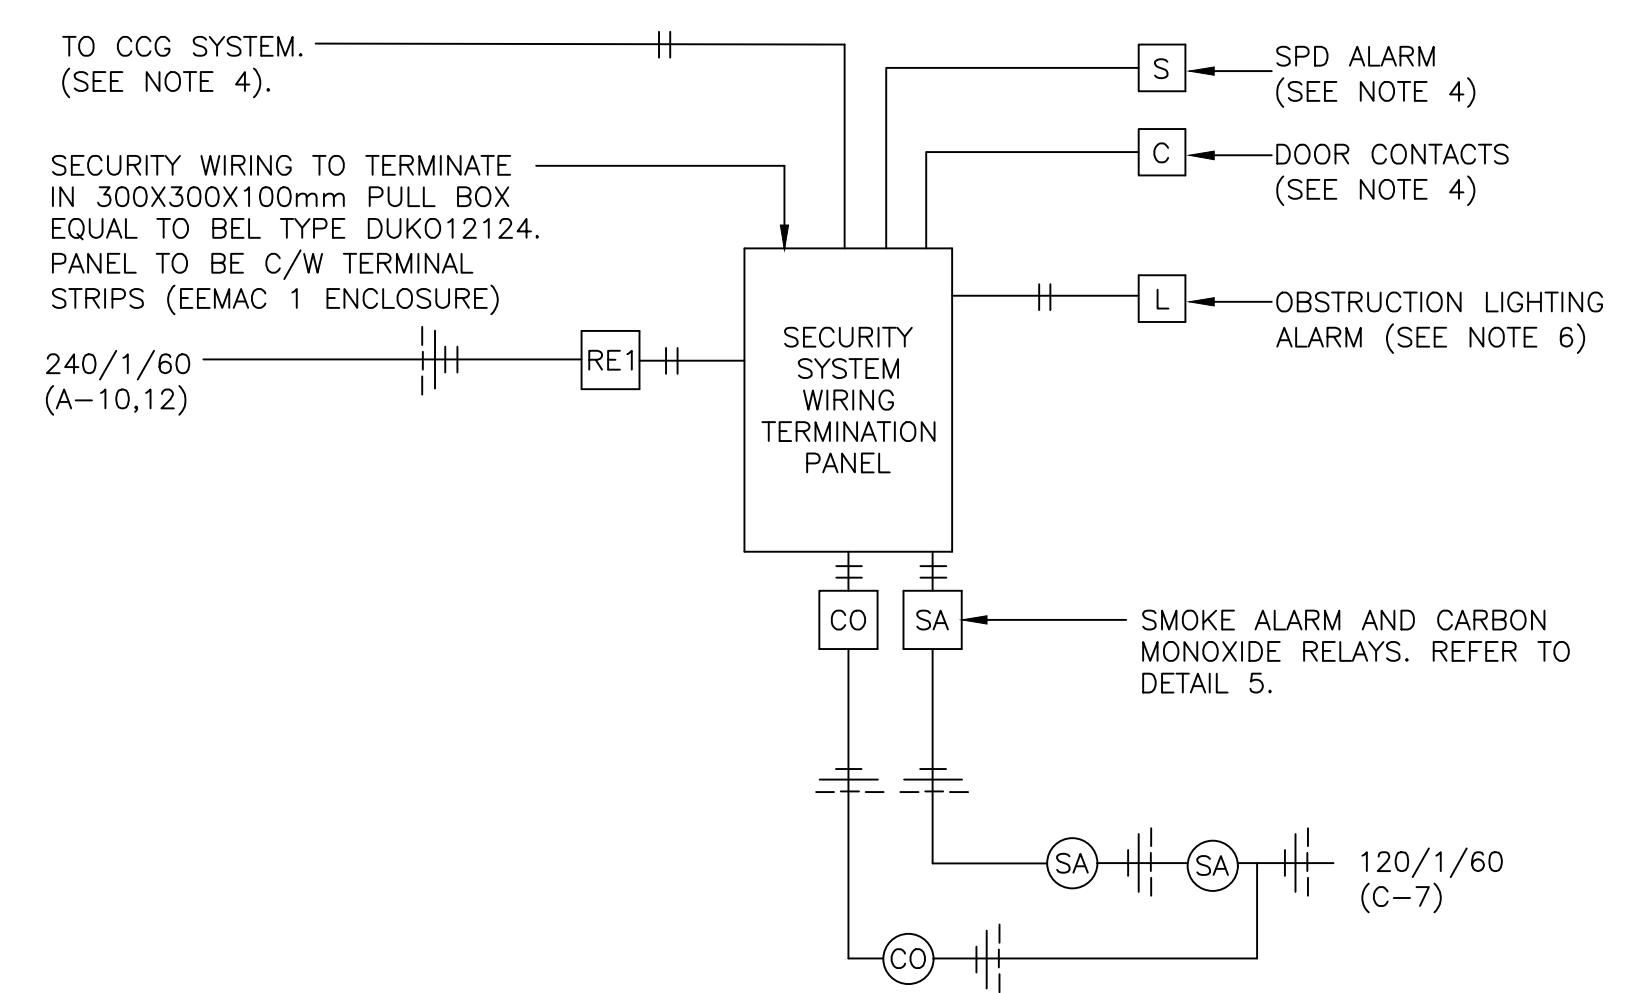 TO CCG SYSTEM.
(SEE NOTE 4).
SECURITY WIRING TO TERMINATE
IN 300X300X100mm PULL BOX
EQUAL TO BEL TYPE DUKO12124.
PANEL TO BE C/W TERMINAL
STRIPS (EEMAC 1 ENCLOSURE)
240/1/60
(A-10,12)
RE1
SECURITY
SYSTEM
WIRING
TERMINATION
PANEL
S
SPD ALARM
(SEE NOTE 4)
C
DOOR CONTACTS
(SEE NOTE 4)
L
OBSTRUCTION LIGHTING
ALARM (SEE NOTE 6)
CO
SA
SMOKE ALARM AND CARBON
MONOXIDE RELAYS. REFER TO
DETAIL 5.
SA
SA
120/1/60
(C-7)
CO